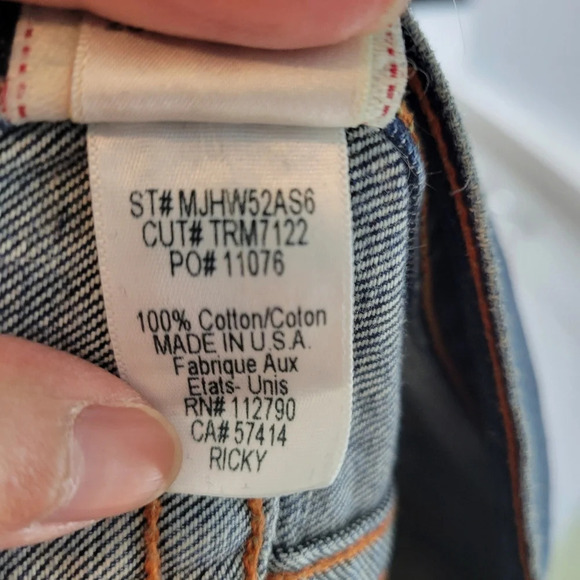 ST# MJHW52AS6
CUT# TRM7122
PO# 11076
100% Cotton/Coton
MADE IN U.S.A.
Fabrique Aux
Etats- Unis
RN# 112790
CA# 57414
RICKY